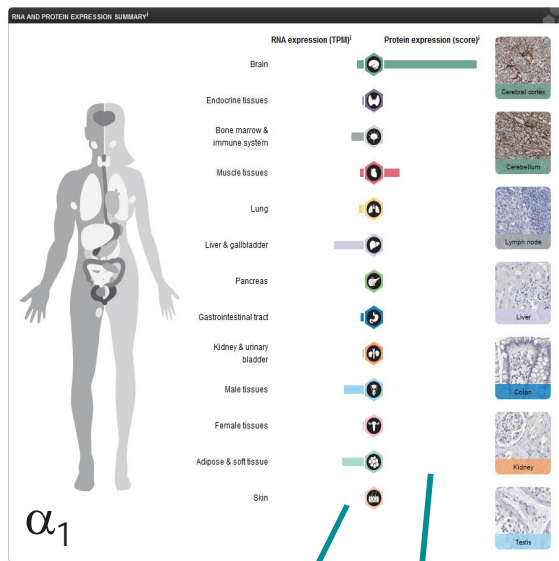 RNA AND PROTEIN EXPRESSION SUMMARYⁱ
RNA expression (TPM)ⁱ
Protein expression (score)ⁱ
Brain
Endocrine tissues
Bone marrow &
immune system
Muscle tissues
Lung
Liver & gallbladder
Pancreas
Gastrointestinal tract
Kidney & urinary
bladder
Male tissues
Female tissues
Adipose & soft tissue
Skin
Cerebral cortex
Cerebellum
Lymph node
Liver
Colon
Kidney
Testis
α₁